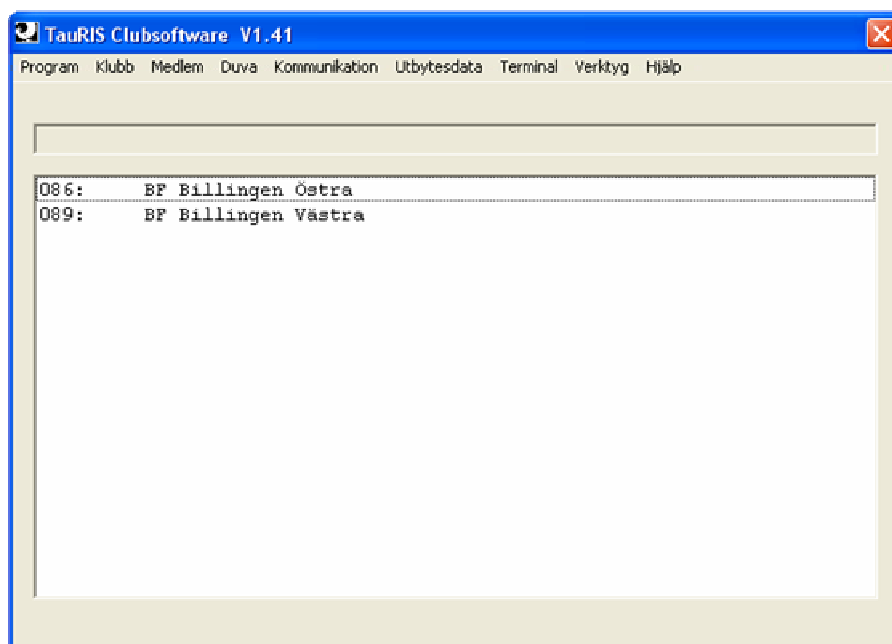 TauRIS Clubsoftware V1.41
Program Klubb Medlem Duva Kommunikation Utbytesdata Terminal Verktyg Hjälp
086: BF Billingen Östra
089: BF Billingen Västra